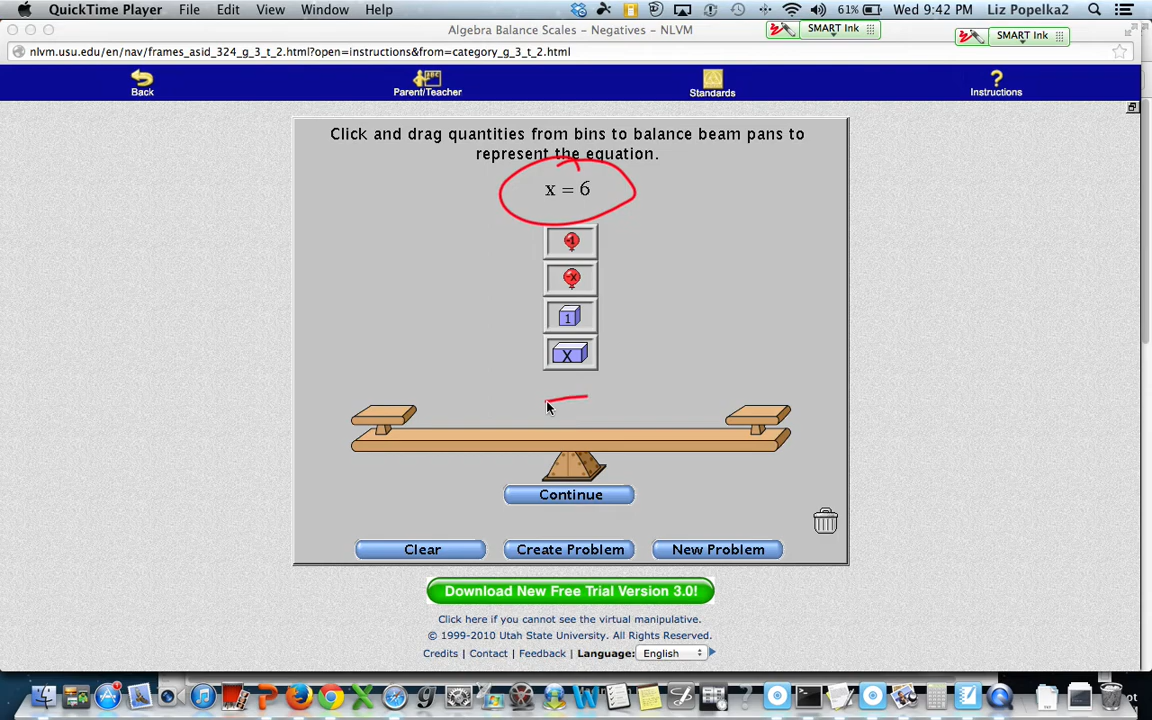 QuickTime Player File Edit View Window Help 61% Wed 9:42 PM Liz Popelka2
Algebra Balance Scales – Negatives – NLVM
SMART Ink
SMART Ink
nlvm.usu.edu/en/nav/frames_asid_324_g_3_t_2.html?open=instructions&from=category_g_3_t_2.html
Back Parent/Teacher Standards Instructions
Click and drag quantities from bins to balance beam pans to
represent the equation.
x = 6
-1
-x
1
X
Continue
Clear Create Problem New Problem
Download New Free Trial Version 3.0!
Click here if you cannot see the virtual manipulative.
© 1999-2010 Utah State University. All Rights Reserved.
Credits | Contact | Feedback | Language: English